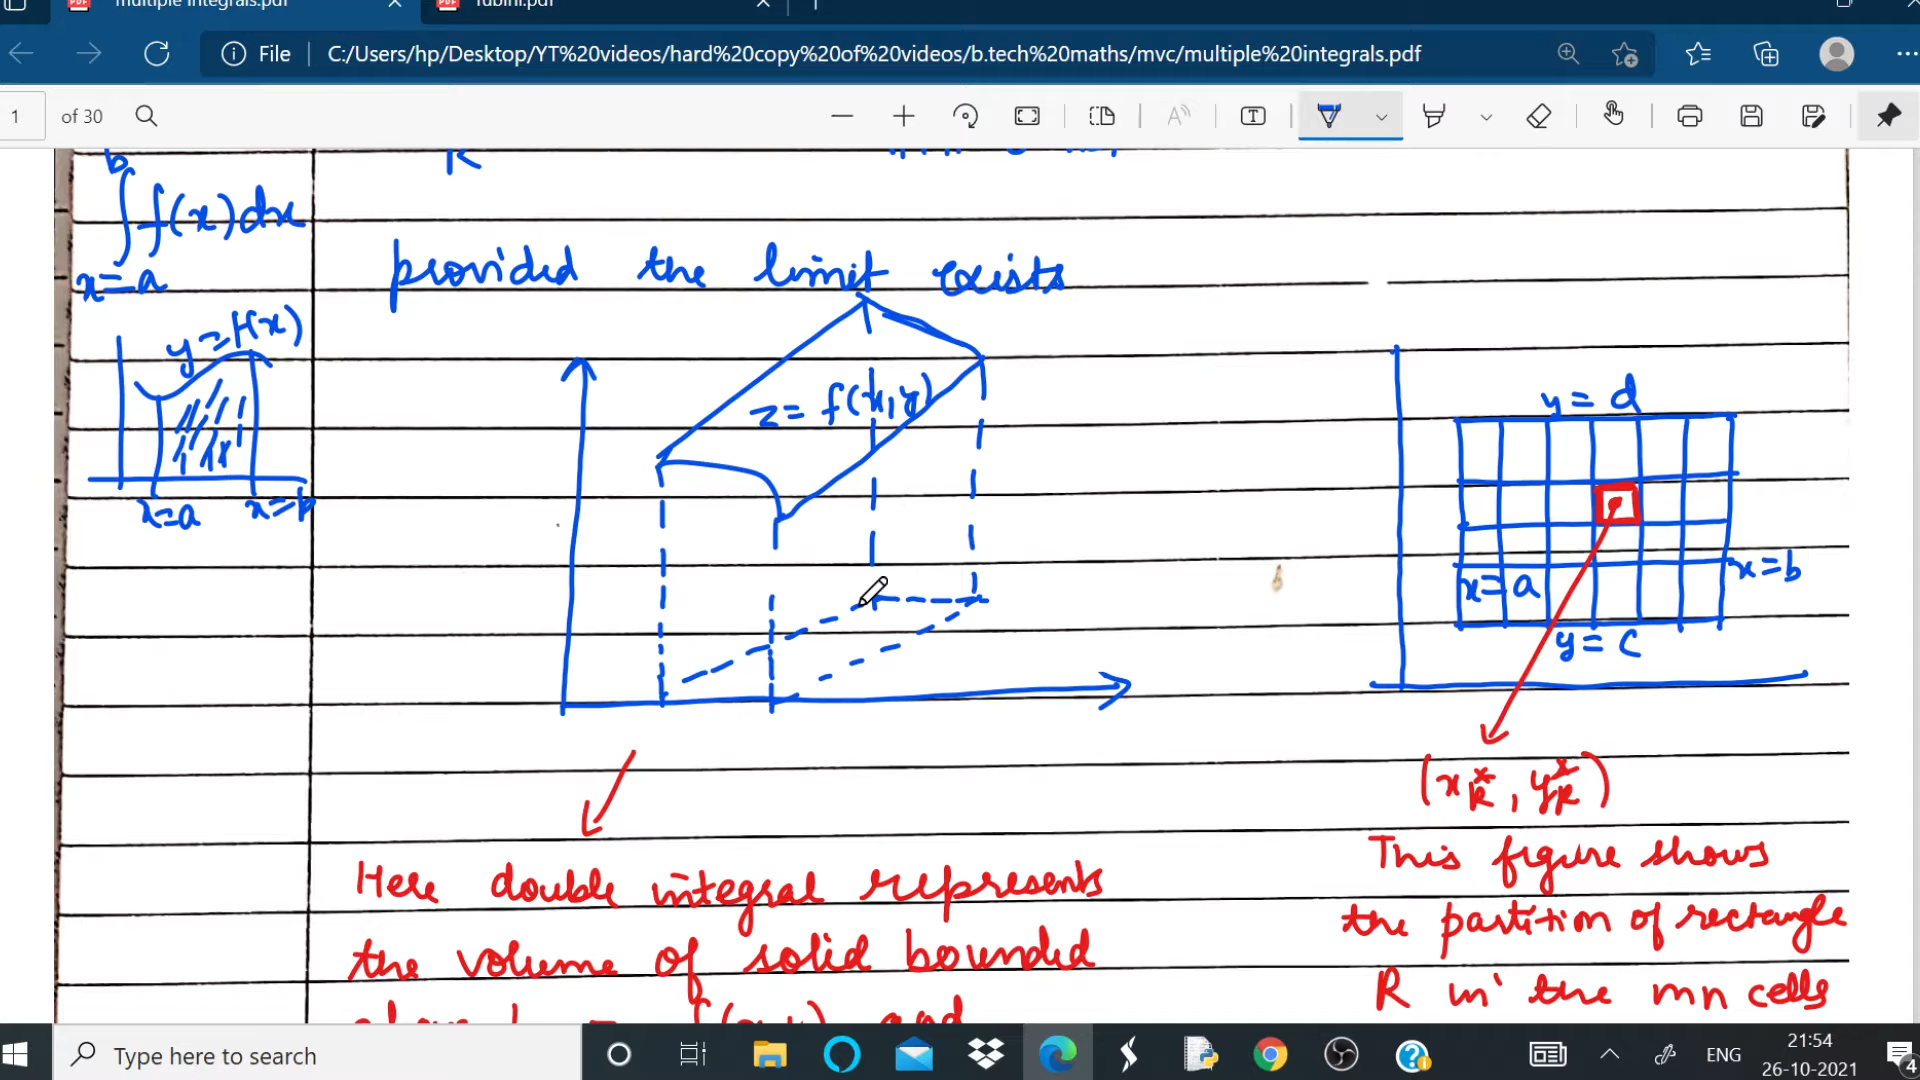 multiple integrals.pdf
fubini.pdf
File
C:/Users/hp/Desktop/YT%20videos/hard%20copy%20of%20videos/b.tech%20maths/mvc/multiple%20integrals.pdf
1 of 30
b
∫ f(x)dx
x=a
R
provided the limit exists
y=f(x)
x=a x=b
z= f(x,y)
y= d
x=a
x=b
y= c
(x*k, y*k)
This figure shows
the partition of rectangle
R in the mn cells
Here double integral represents
the volume of solid bounded
and
Type here to search
ENG
21:54
26-10-2021
4